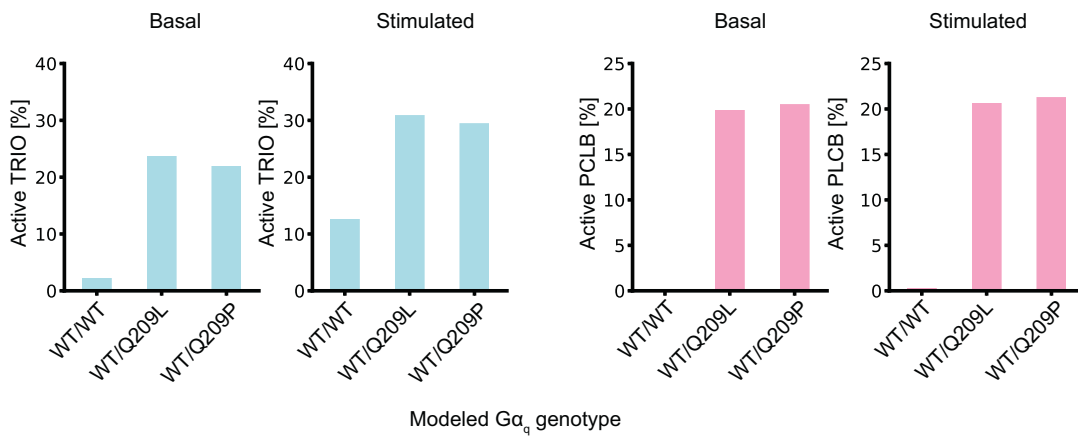 Basal
Stimulated
Basal
Stimulated
Active TRIO [%]
40
30
20
10
0
WT/WT
WT/Q209L
WT/Q209P
Active TRIO [%]
40
30
20
10
0
WT/WT
WT/Q209L
WT/Q209P
Active PCLB [%]
25
20
15
10
5
0
WT/WT
WT/Q209L
WT/Q209P
Active PLCB [%]
25
20
15
10
5
0
WT/WT
WT/Q209L
WT/Q209P
Modeled Gαq genotype